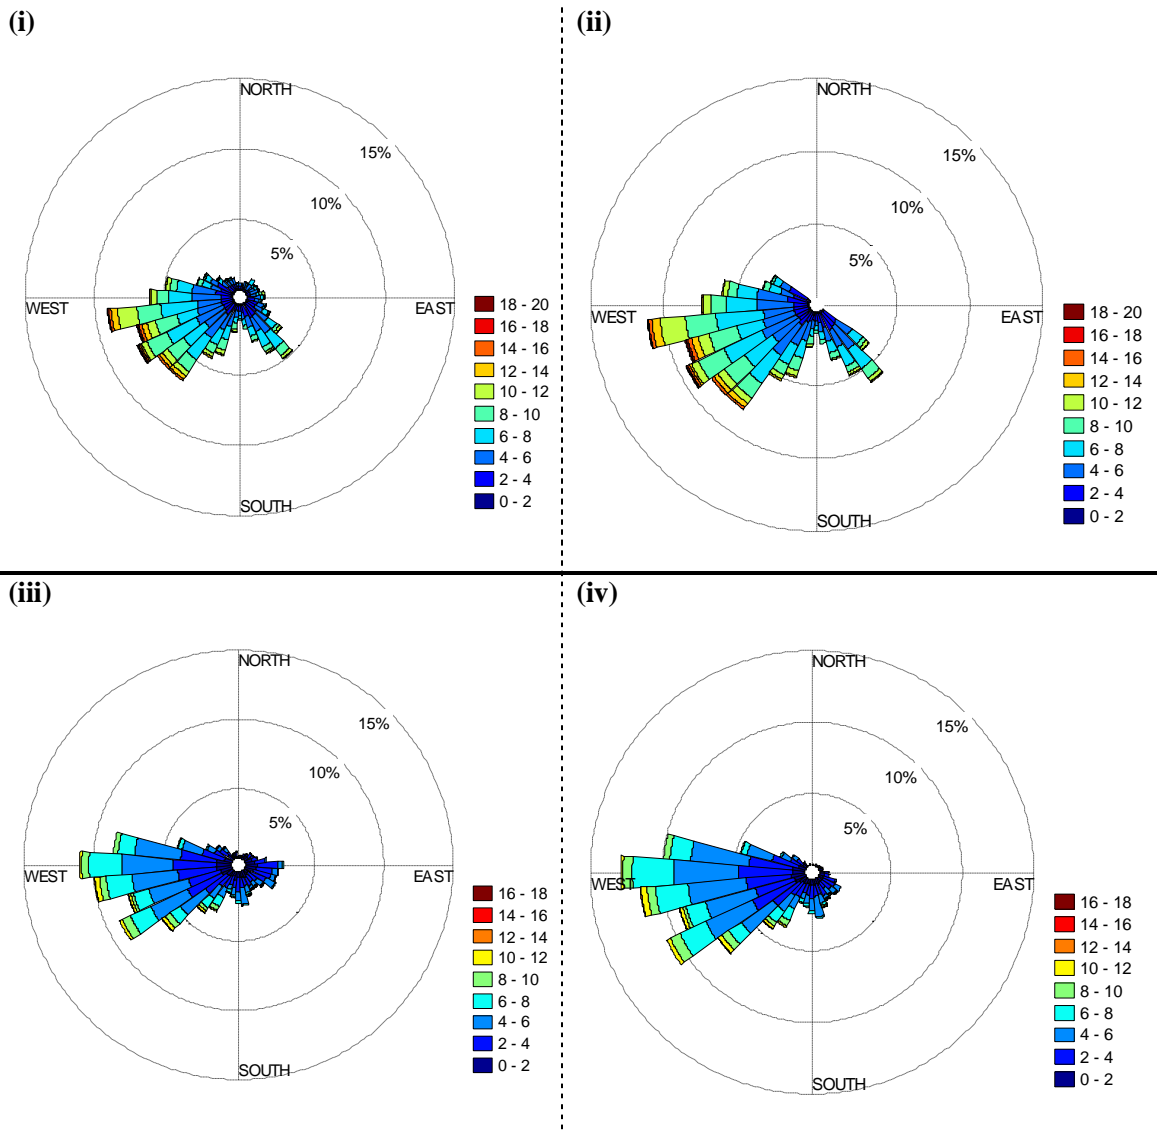 (i)
NORTH
15%
10%
5%
WEST
EAST
SOUTH
18 - 20
16 - 18
14 - 16
12 - 14
10 - 12
8 - 10
6 - 8
4 - 6
2 - 4
0 - 2
(ii)
NORTH
15%
10%
5%
WEST
EAST
SOUTH
18 - 20
16 - 18
14 - 16
12 - 14
10 - 12
8 - 10
6 - 8
4 - 6
2 - 4
0 - 2
(iii)
NORTH
15%
10%
5%
WEST
EAST
SOUTH
16 - 18
14 - 16
12 - 14
10 - 12
8 - 10
6 - 8
4 - 6
2 - 4
0 - 2
(iv)
NORTH
15%
10%
5%
WEST
EAST
SOUTH
16 - 18
14 - 16
12 - 14
10 - 12
8 - 10
6 - 8
4 - 6
2 - 4
0 - 2